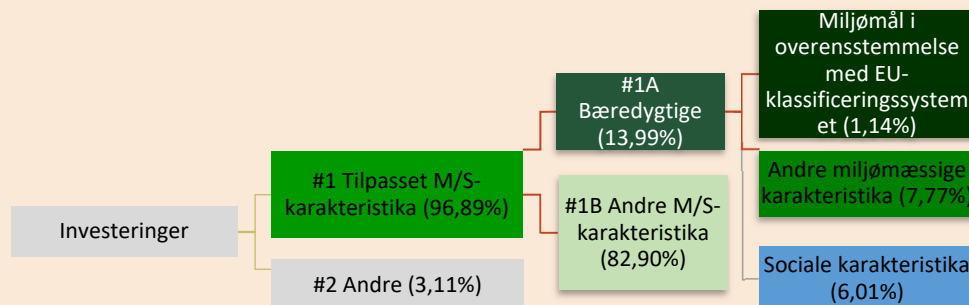 Investeringer
#1 Tilpasset M/S-
karakteristika (96,89%)
#2 Andre (3,11%)
#1A
Bæredygtige
(13,99%)
#1B Andre M/S-
karakteristika
(82,90%)
Miljømål i
overensstemmelse
med EU-
klassificeringssystem
et (1,14%)
Andre miljømæssige
karakteristika (7,77%)
Sociale karakteristika
(6,01%)